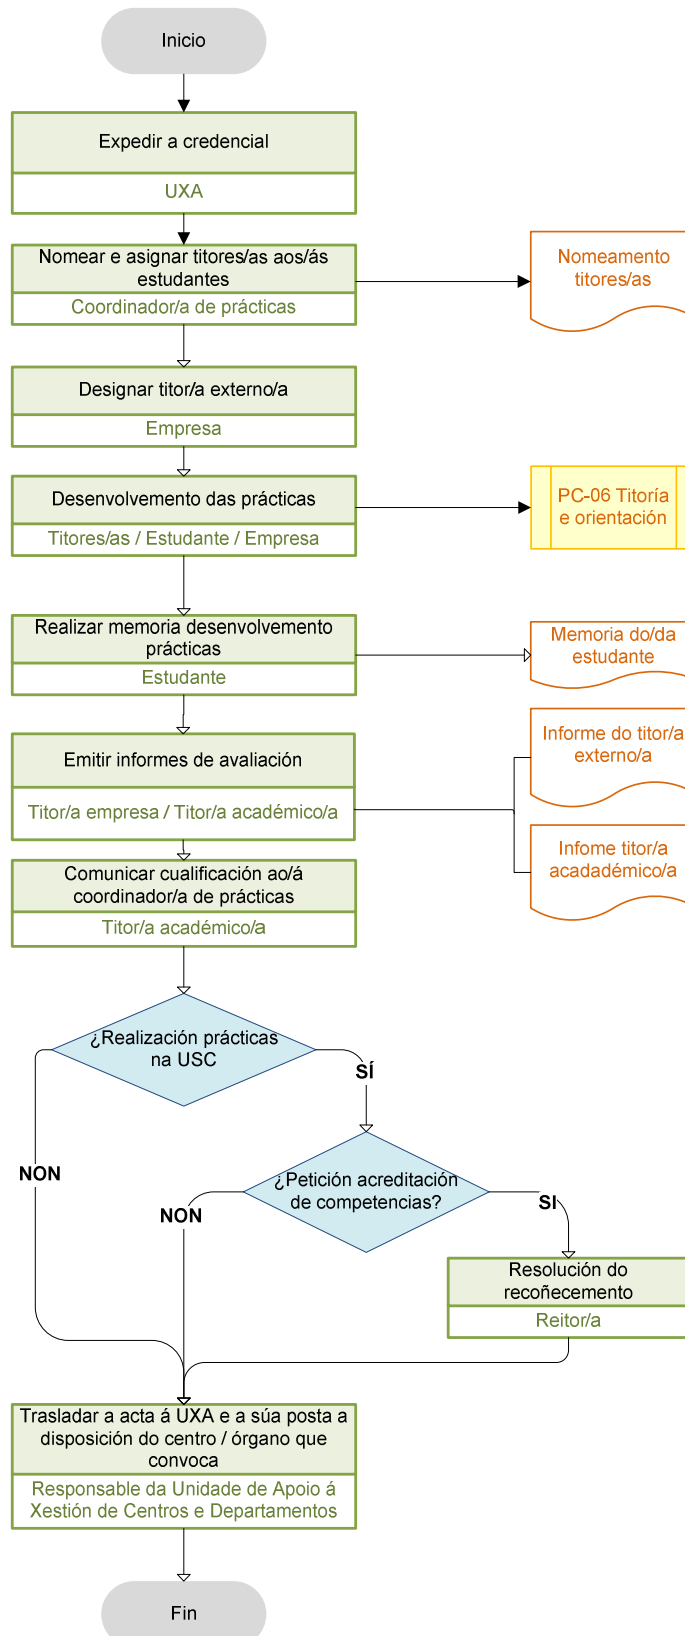 Inicio
Expedir a credencial
UXA
Nomear e asignar titores/as aos/ás
estudantes
Coordinador/a de prácticas
Nomeamento
titores/as
Designar titor/a externo/a
Empresa
Desenvolvemento das prácticas
Titores/as / Estudante / Empresa
PC-06 Titoría
e orientación
Realizar memoria desenvolvemento
prácticas
Estudante
Memoria do/da
estudante
Emitir informes de avaliación
Titor/a empresa / Titor/a académico/a
Informe do titor/a
externo/a
Infome titor/a
acadadémico/a
Comunicar cualificación ao/á
coordinador/a de prácticas
Titor/a académico/a
¿Realización prácticas
na USC
SÍ
NON
¿Petición acreditación
de competencias?
NON
SI
Resolución do
recoñecemento
Reitor/a
Trasladar a acta á UXA e a súa posta a
disposición do centro / órgano que
convoca
Responsable da Unidade de Apoio á
Xestión de Centros e Departamentos
Fin